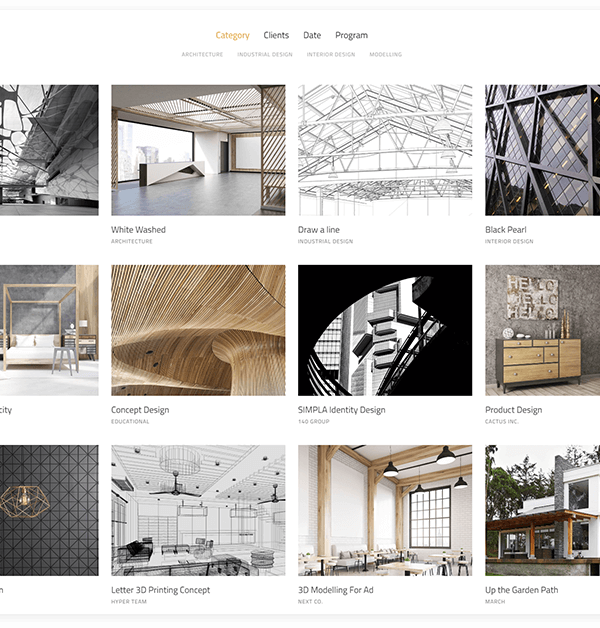 Category Clients Date Program
ARCHITECTURE INDUSTRIAL DESIGN INTERIOR DESIGN MODELLING
White Washed
ARCHITECTURE
Draw a line
INDUSTRIAL DESIGN
Black Pearl
INTERIOR DESIGN
HELLO
HELLO
HELLO
city
Concept Design
EDUCATIONAL
SIMPLA Identity Design
140 GROUP
Product Design
CACTUS INC.
n
Letter 3D Printing Concept
HYPER TEAM
3D Modelling For Ad
NEXT CO.
Up the Garden Path
MARCH